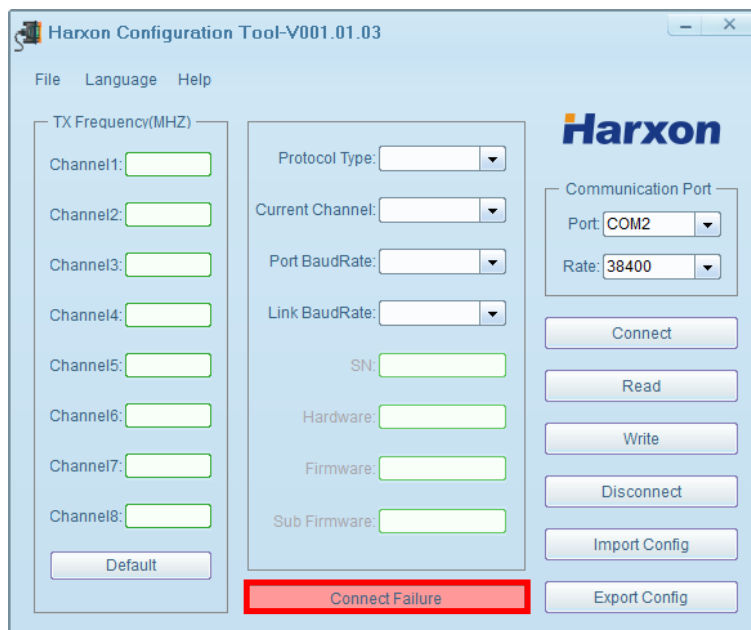 Harxon Configuration Tool-V001.01.03
File Language Help
TX Frequency(MHZ)
Channel1:
Channel2:
Channel3:
Channel4:
Channel5:
Channel6:
Channel7:
Channel8:
Default
Protocol Type:
Current Channel:
Port BaudRate:
Link BaudRate:
SN:
Hardware:
Firmware:
Sub Firmware:
Connect Failure
Harxon
Communication Port
Port: COM2
Rate: 38400
Connect
Read
Write
Disconnect
Import Config
Export Config